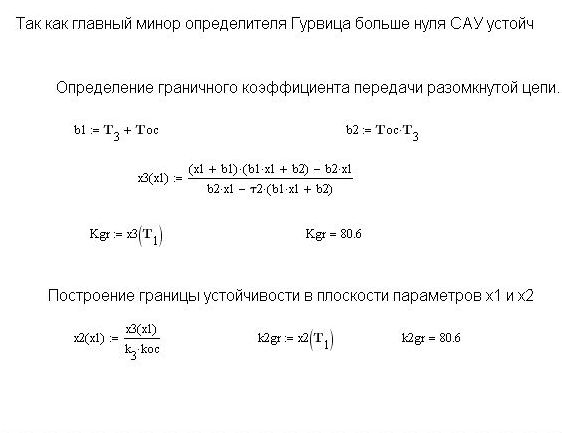 Так как главный минор определителя Гурвица больше нуля САУ устойч
Определение граничного коэффициента передачи разомкнутой цепи.
b1 := T₃ + Toc b2 := Toc·T₃
x3(x1) := ((x1 + b1)·(b1·x1 + b2) − b2·x1) / (b2·x1 − τ2·(b1·x1 + b2))
Kgr := x3(T₁) Kgr = 80.6
Построение границы устойчивости в плоскости параметров x1 и x2
x2(x1) := x3(x1) / (k₃·koc) k2gr := x2(T₁) k2gr = 80.6